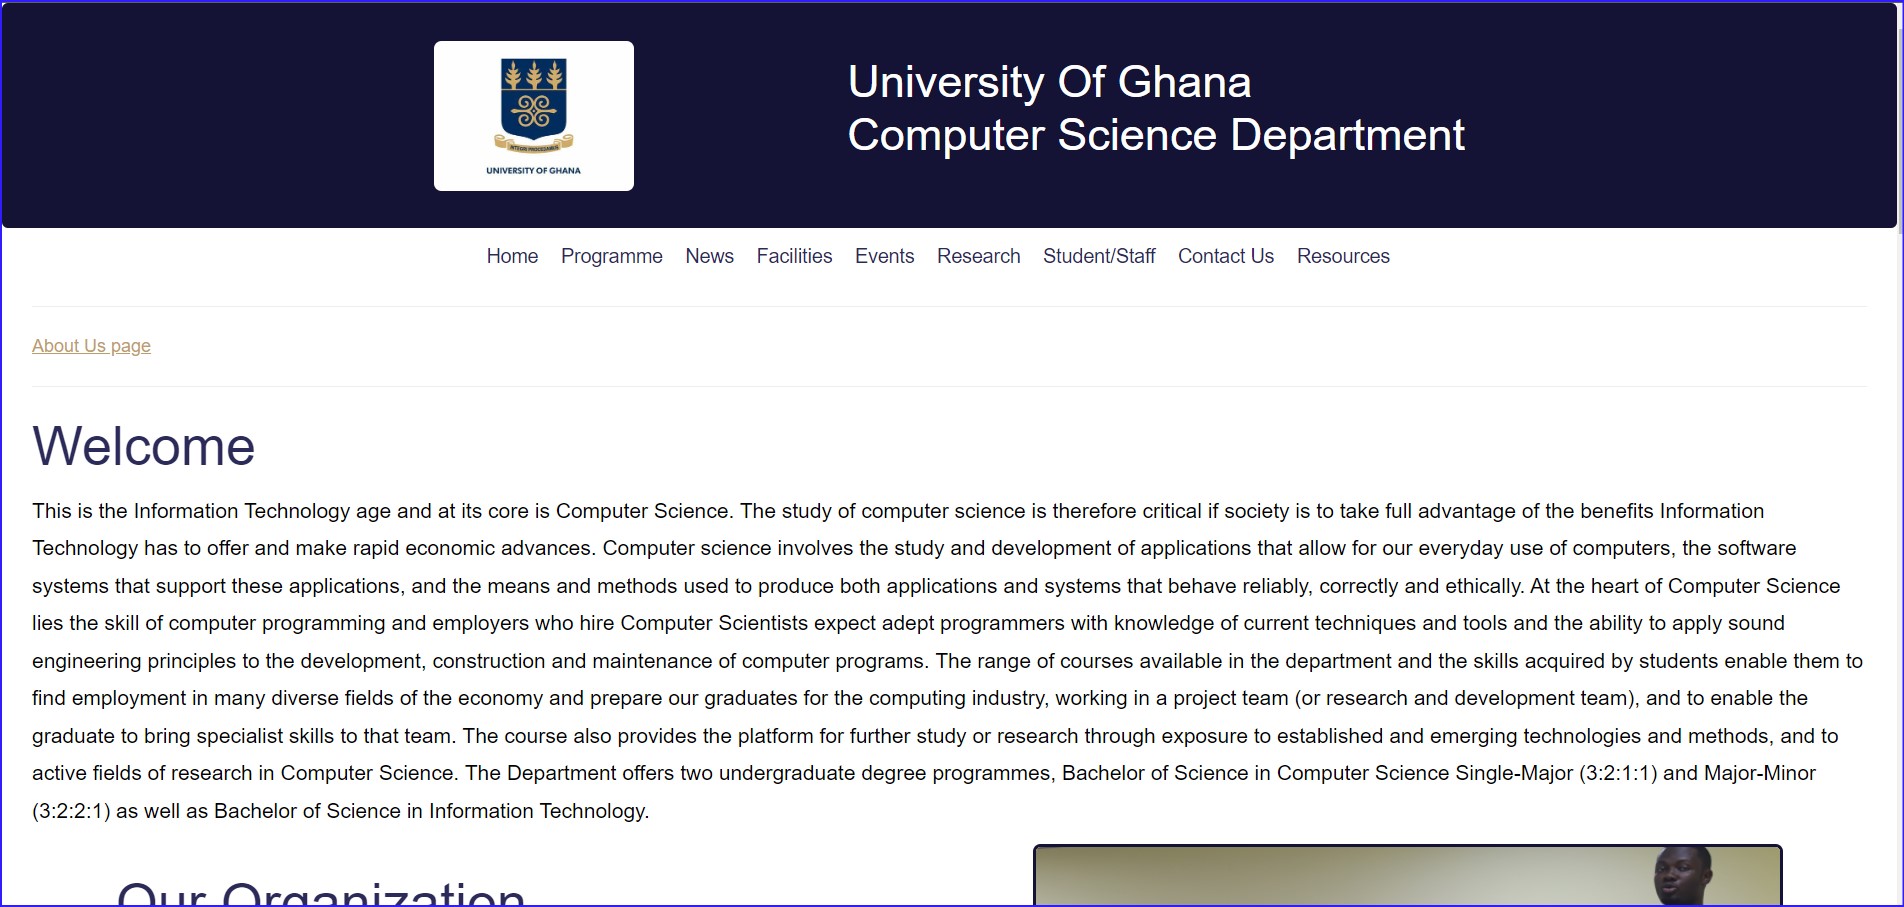 INTEGRI PROCEDAMUS
UNIVERSITY OF GHANA
University Of Ghana
Computer Science Department
Home Programme News Facilities Events Research Student/Staff Contact Us Resources
About Us page
Welcome
This is the Information Technology age and at its core is Computer Science. The study of computer science is therefore critical if society is to take full advantage of the benefits Information
Technology has to offer and make rapid economic advances. Computer science involves the study and development of applications that allow for our everyday use of computers, the software
systems that support these applications, and the means and methods used to produce both applications and systems that behave reliably, correctly and ethically. At the heart of Computer Science
lies the skill of computer programming and employers who hire Computer Scientists expect adept programmers with knowledge of current techniques and tools and the ability to apply sound
engineering principles to the development, construction and maintenance of computer programs. The range of courses available in the department and the skills acquired by students enable them to
find employment in many diverse fields of the economy and prepare our graduates for the computing industry, working in a project team (or research and development team), and to enable the
graduate to bring specialist skills to that team. The course also provides the platform for further study or research through exposure to established and emerging technologies and methods, and to
active fields of research in Computer Science. The Department offers two undergraduate degree programmes, Bachelor of Science in Computer Science Single-Major (3:2:1:1) and Major-Minor
(3:2:2:1) as well as Bachelor of Science in Information Technology.
Our Organization